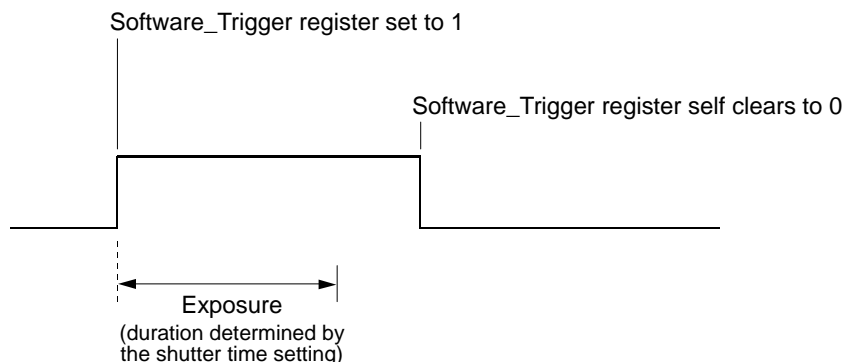 Software_Trigger register set to 1
Software_Trigger register self clears to 0
Exposure
(duration determined by
the shutter time setting)